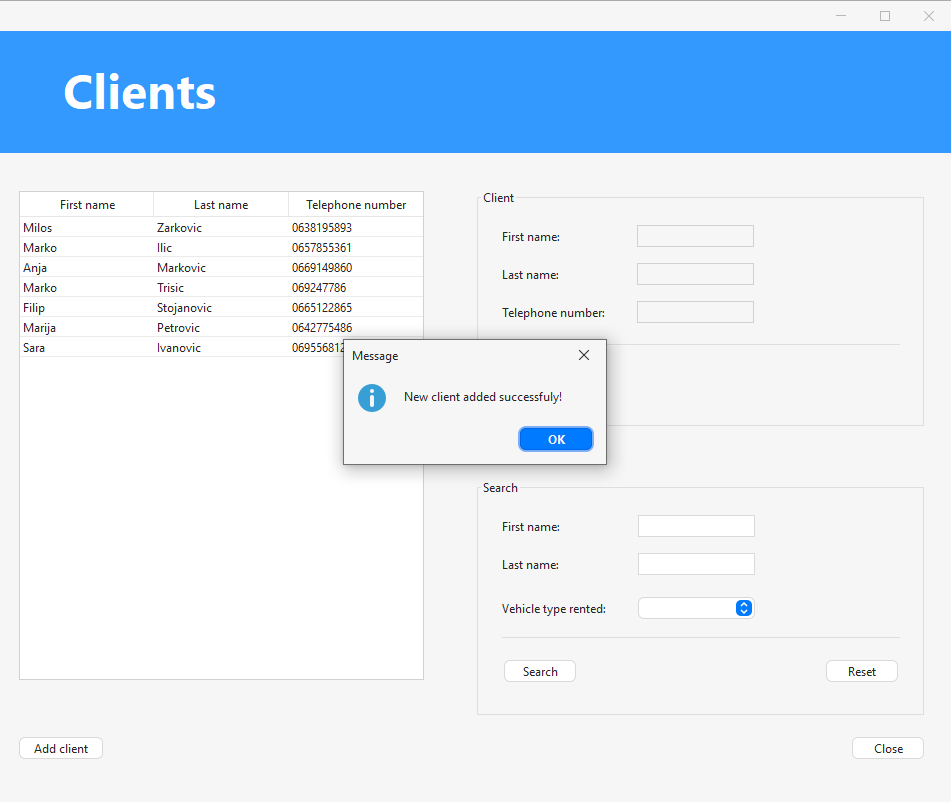 Clients
First name Last name Telephone number
Milos Zarkovic 0638195893
Marko Ilic 0657855361
Anja Markovic 0669149860
Marko Trisic 069247786
Filip Stojanovic 0665122865
Marija Petrovic 0642775486
Sara Ivanovic
Client
First name:
Last name:
Telephone number:
Message
New client added successfuly!
OK
Search
First name:
Last name:
Vehicle type rented:
Search Reset
Add client Close